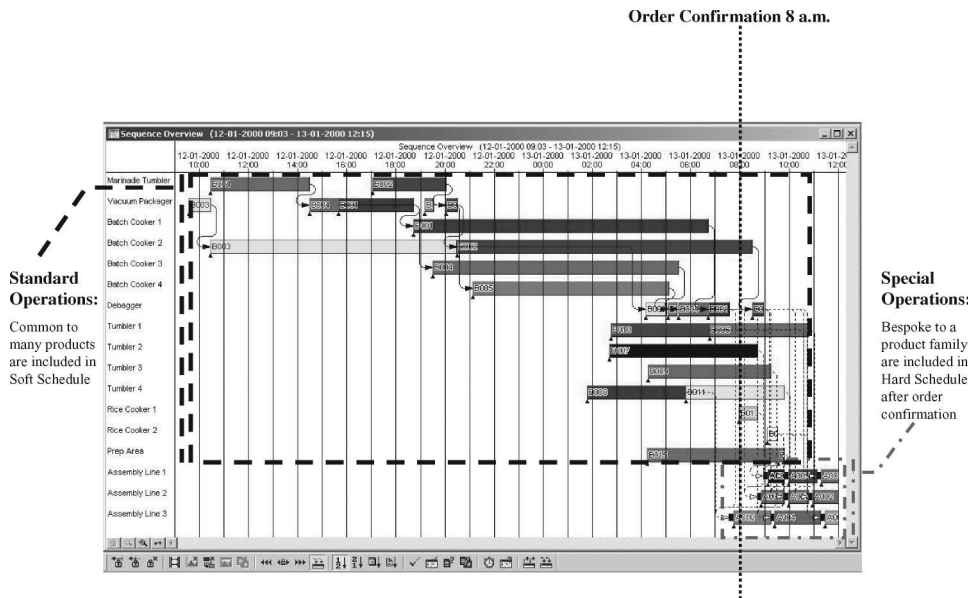 Order Confirmation 8 a.m.
Sequence Overview (12-01-2000 09:03 - 13-01-2000 12:15)
Sequence Overview (12-01-2000 09:03 - 13-01-2000 12:15)
12-01-2000 12-01-2000 12-01-2000 12-01-2000 12-01-2000 12-01-2000 12-01-2000 13-01-2000 13-01-2000 13-01-2000 13-01-2000 13-01-2000 13-01-2000 13-01-2
10:00 12:00 14:00 16:00 18:00 20:00 22:00 00:00 02:00 04:00 06:00 08:00 10:00 12:0
Marinade Tumbler
Vacuum Packager
B003
Batch Cooker 1
Batch Cooker 2
B003
Batch Cooker 3
B004
Batch Cooker 4
B005
Debagger
Tumbler 1
B010
Tumbler 2
Tumbler 3
Tumbler 4
B011
Rice Cooker 1
Rice Cooker 2
Prep Area
Assembly Line 1
Assembly Line 2
Assembly Line 3
Standard
Operations:
Common to
many products
are included in
Soft Schedule
Special
Operations:
Bespoke to a
product family
are included in
Hard Schedule
after order
confirmation